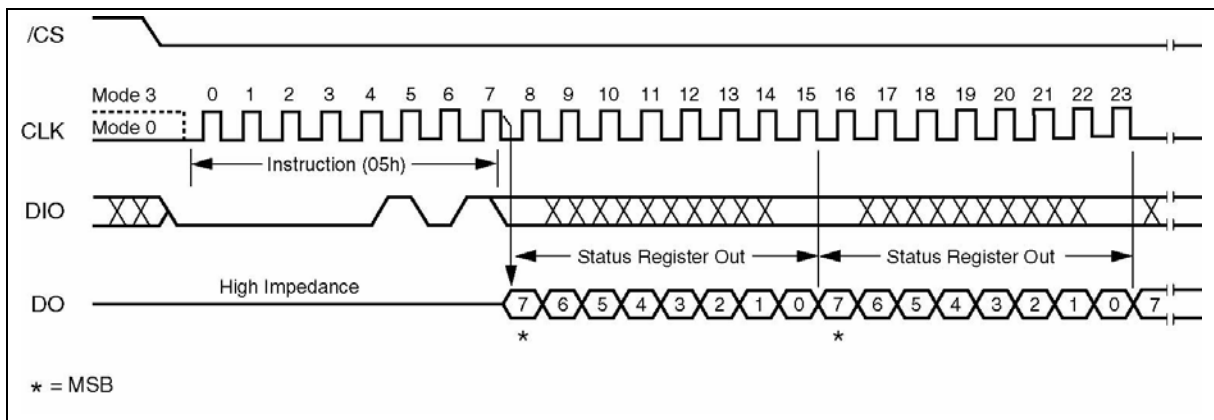 /CS
Mode 3 0 1 2 3 4 5 6 7 8 9 10 11 12 13 14 15 16 17 18 19 20 21 22 23
CLK Mode 0
Instruction (05h)
DIO
Status Register Out Status Register Out
High Impedance
DO 7 6 5 4 3 2 1 0 7 6 5 4 3 2 1 0 7
* *
* = MSB